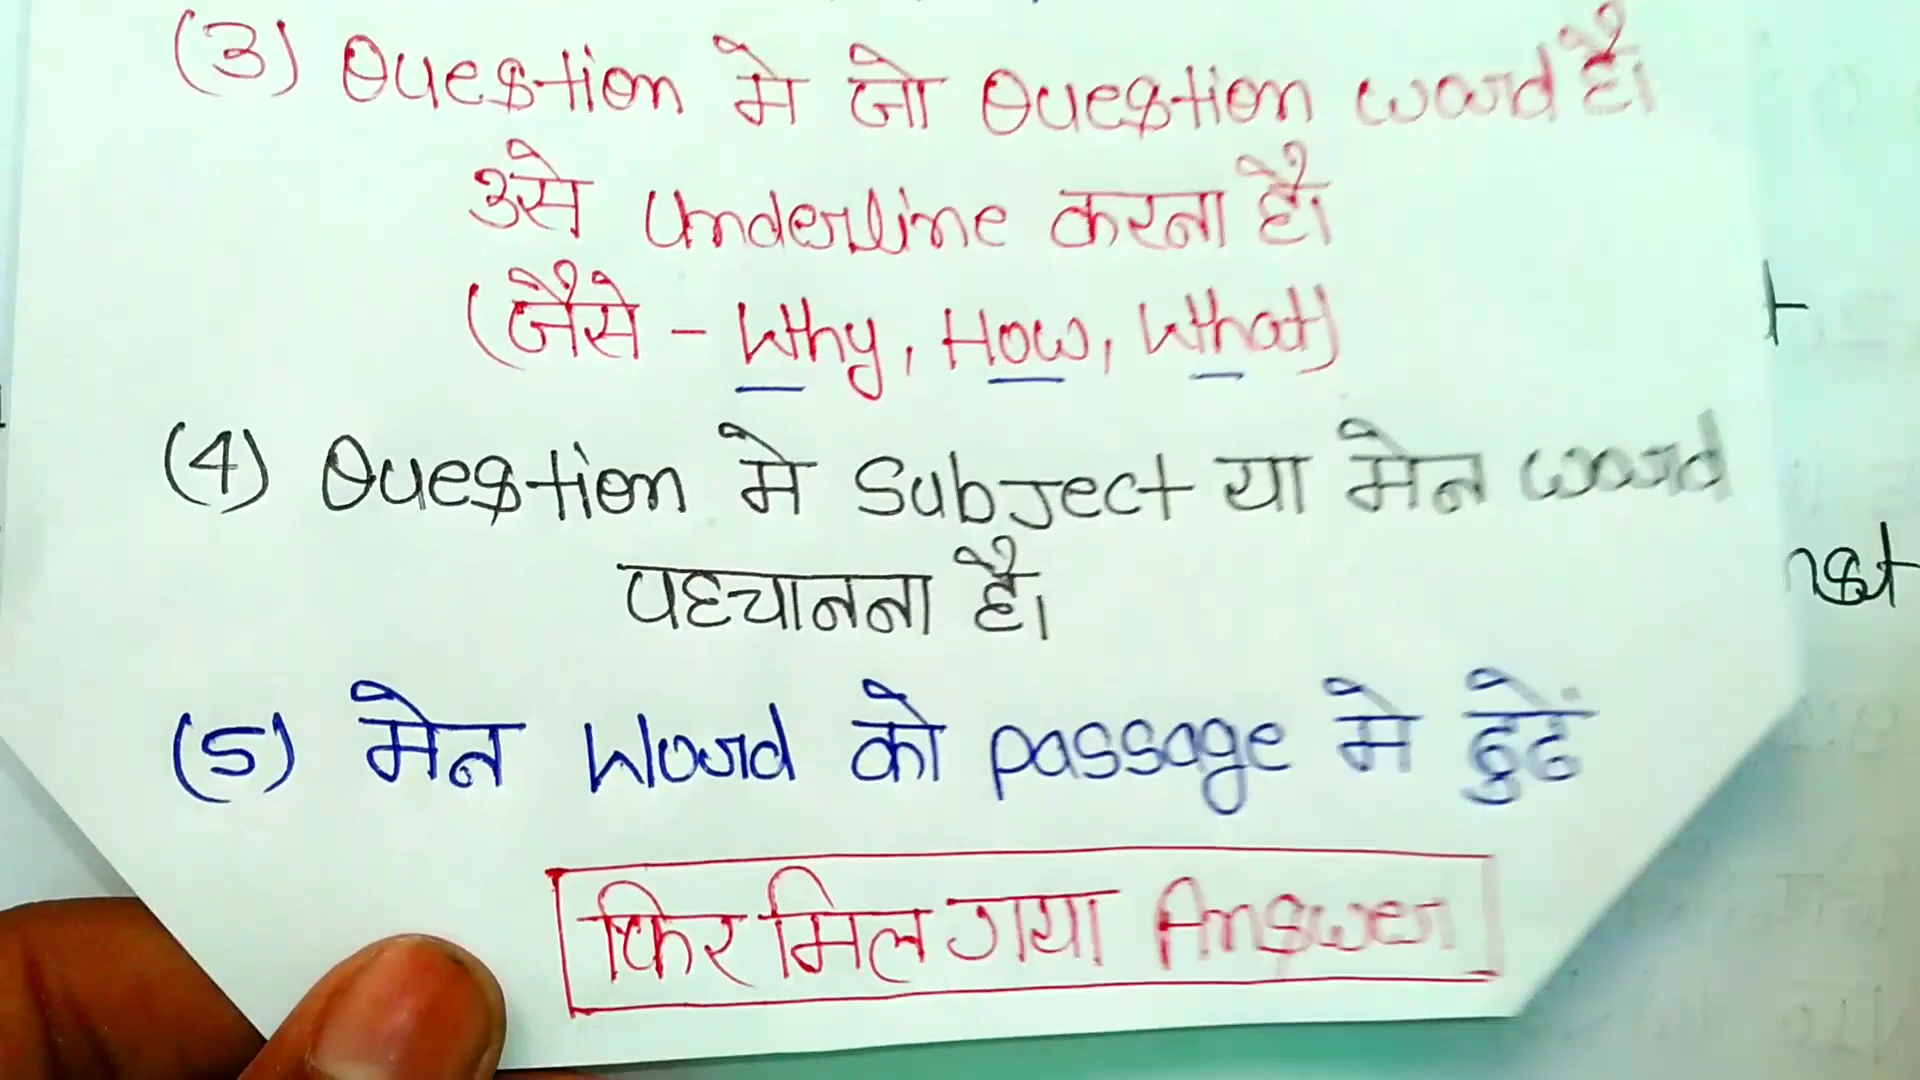 (3) Question मे जो Question word है।
उसे Underline करना है।
(जैसे - Why, How, What)
(4) Question मे Subject या मेन word
पहचानना है।
(5) मेन Word को passage मे ढुढें
फिर मिल गया Answer